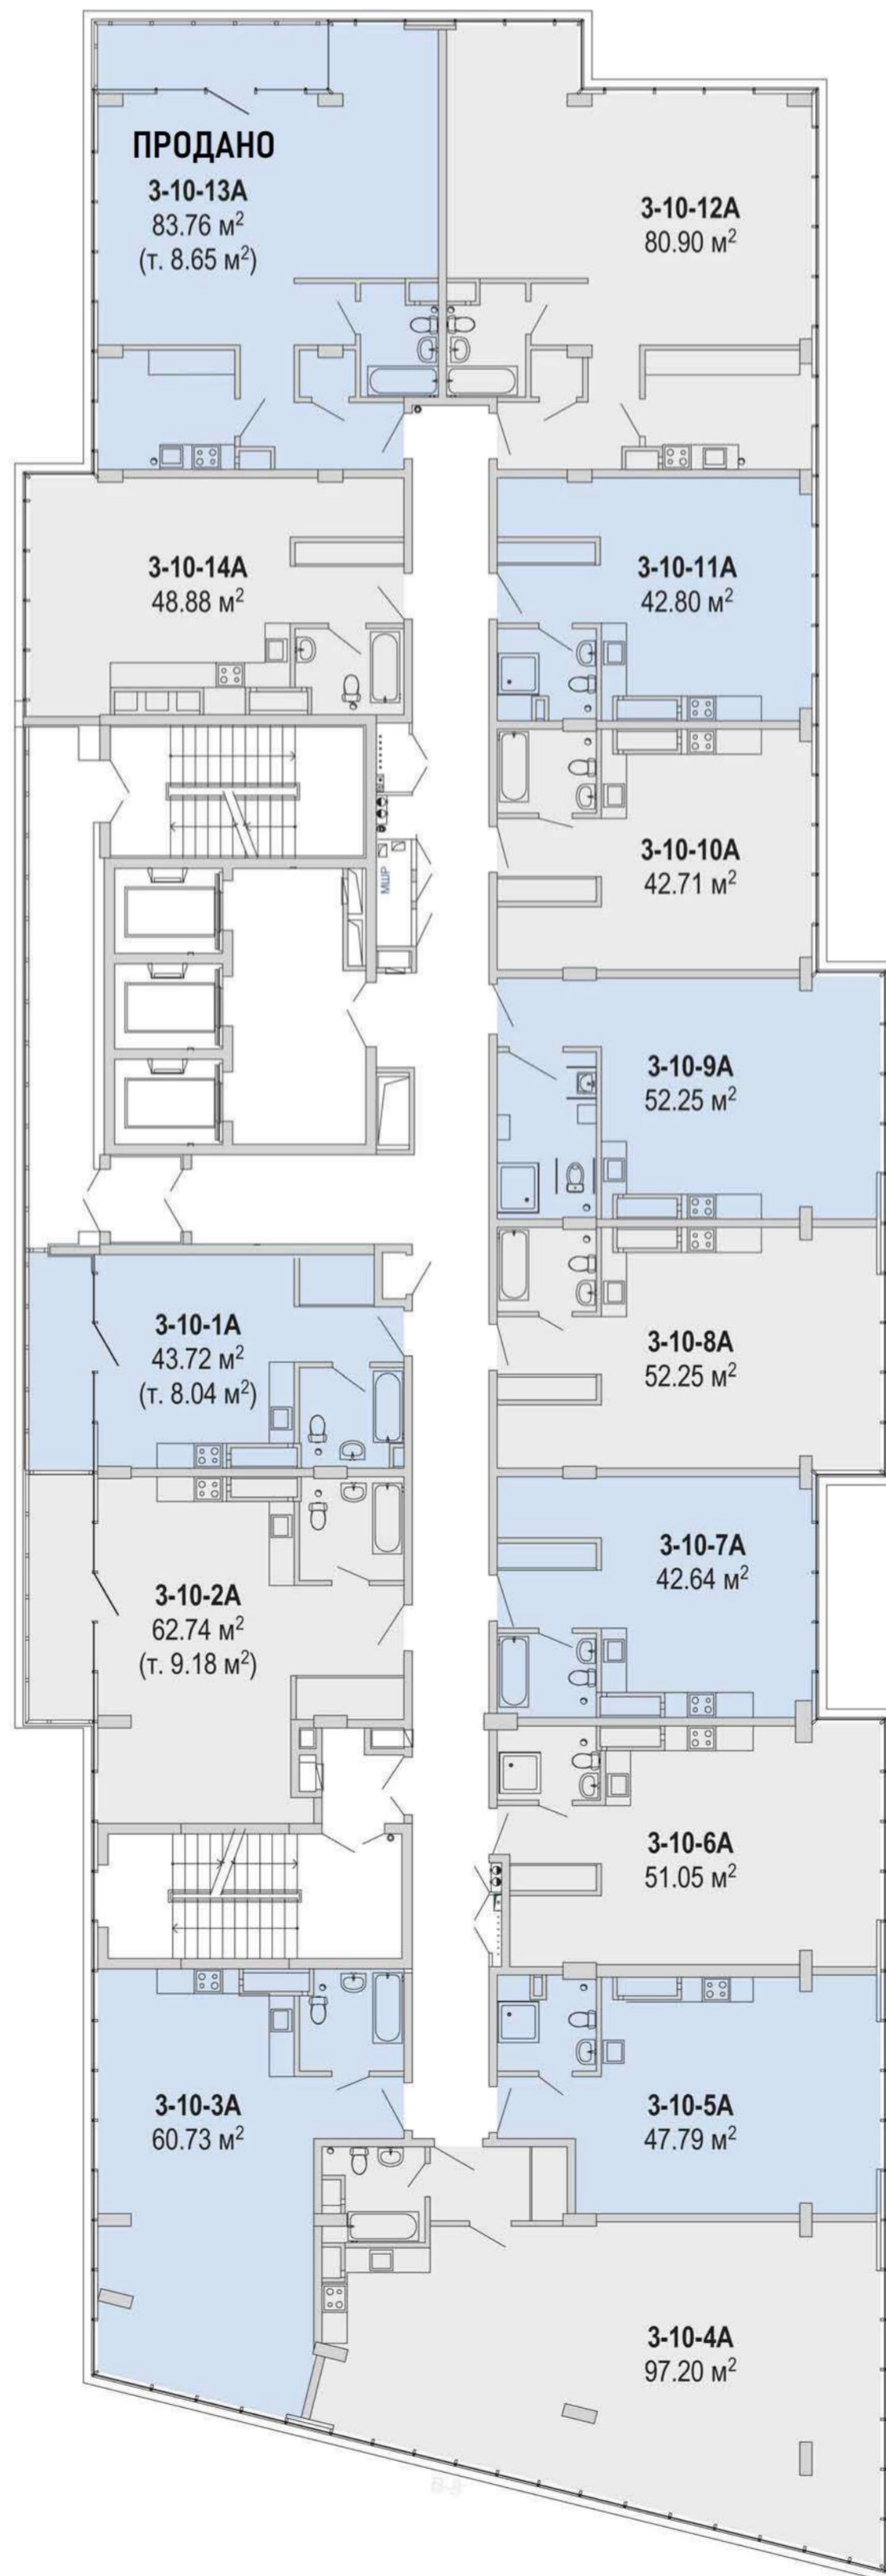 ПРОДАНО
3-10-13А
83.76 м²
(т. 8.65 м²)
3-10-12А
80.90 м²
3-10-14А
48.88 м²
3-10-11А
42.80 м²
МШР
3-10-10А
42.71 м²
3-10-9А
52.25 м²
3-10-1А
43.72 м²
(т. 8.04 м²)
3-10-8А
52.25 м²
3-10-7А
42.64 м²
3-10-2А
62.74 м²
(т. 9.18 м²)
3-10-6А
51.05 м²
3-10-3А
60.73 м²
3-10-5А
47.79 м²
3-10-4А
97.20 м²